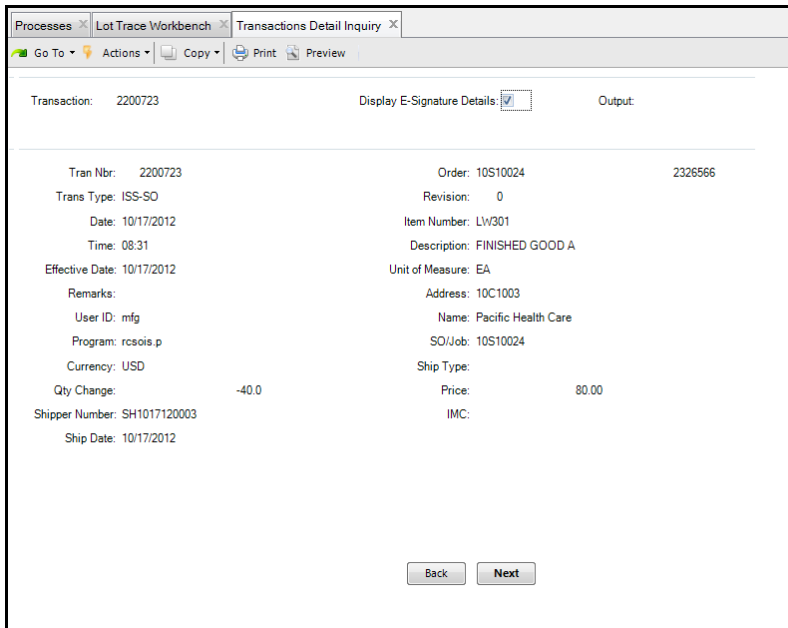 Processes Lot Trace Workbench Transactions Detail Inquiry
Go To Actions Copy Print Preview
Transaction: 2200723 Display E-Signature Details: Output:
Tran Nbr: 2200723 Order: 10S10024 2326566
Trans Type: ISS-SO Revision: 0
Date: 10/17/2012 Item Number: LW301
Time: 08:31 Description: FINISHED GOOD A
Effective Date: 10/17/2012 Unit of Measure: EA
Remarks: Address: 10C1003
User ID: mfg Name: Pacific Health Care
Program: rcsois.p SO/Job: 10S10024
Currency: USD Ship Type:
Qty Change: -40.0 Price: 80.00
Shipper Number: SH1017120003 IMC:
Ship Date: 10/17/2012
Back Next